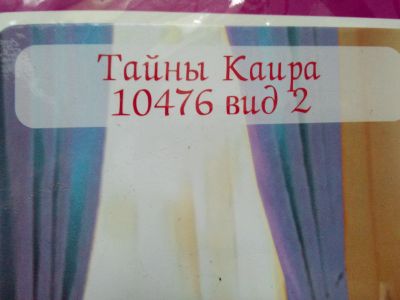 Тайны Каира
10476 вид 2